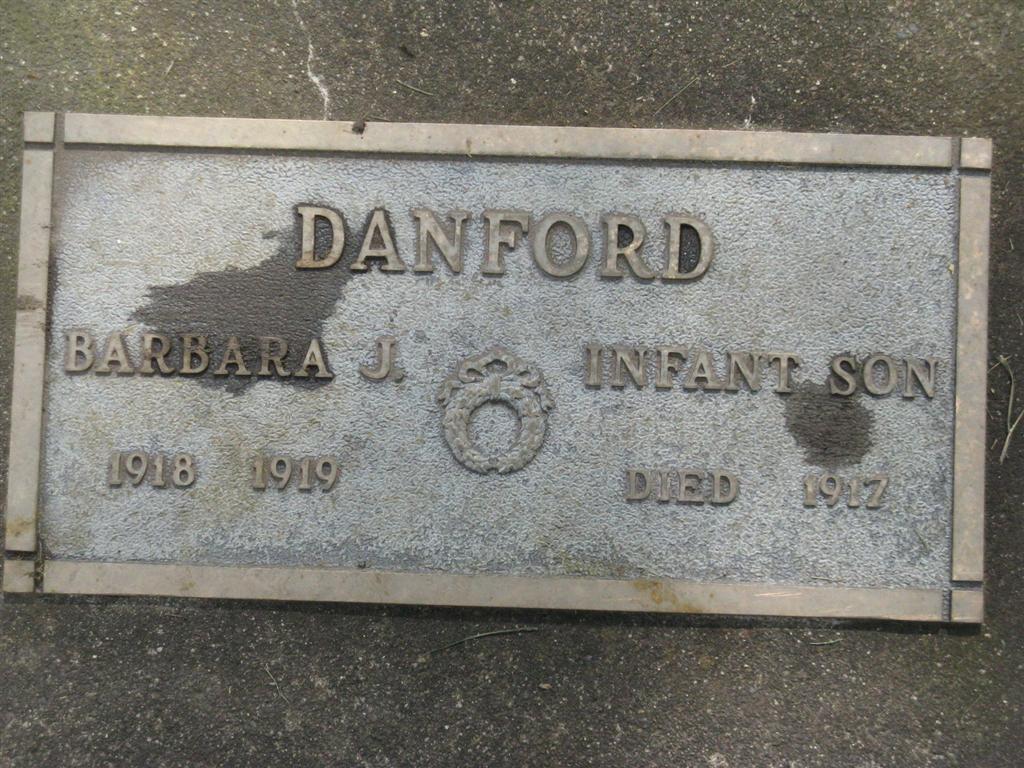 DANFORD
BARBARA J.
1918 1919
INFANT SON
DIED 1917